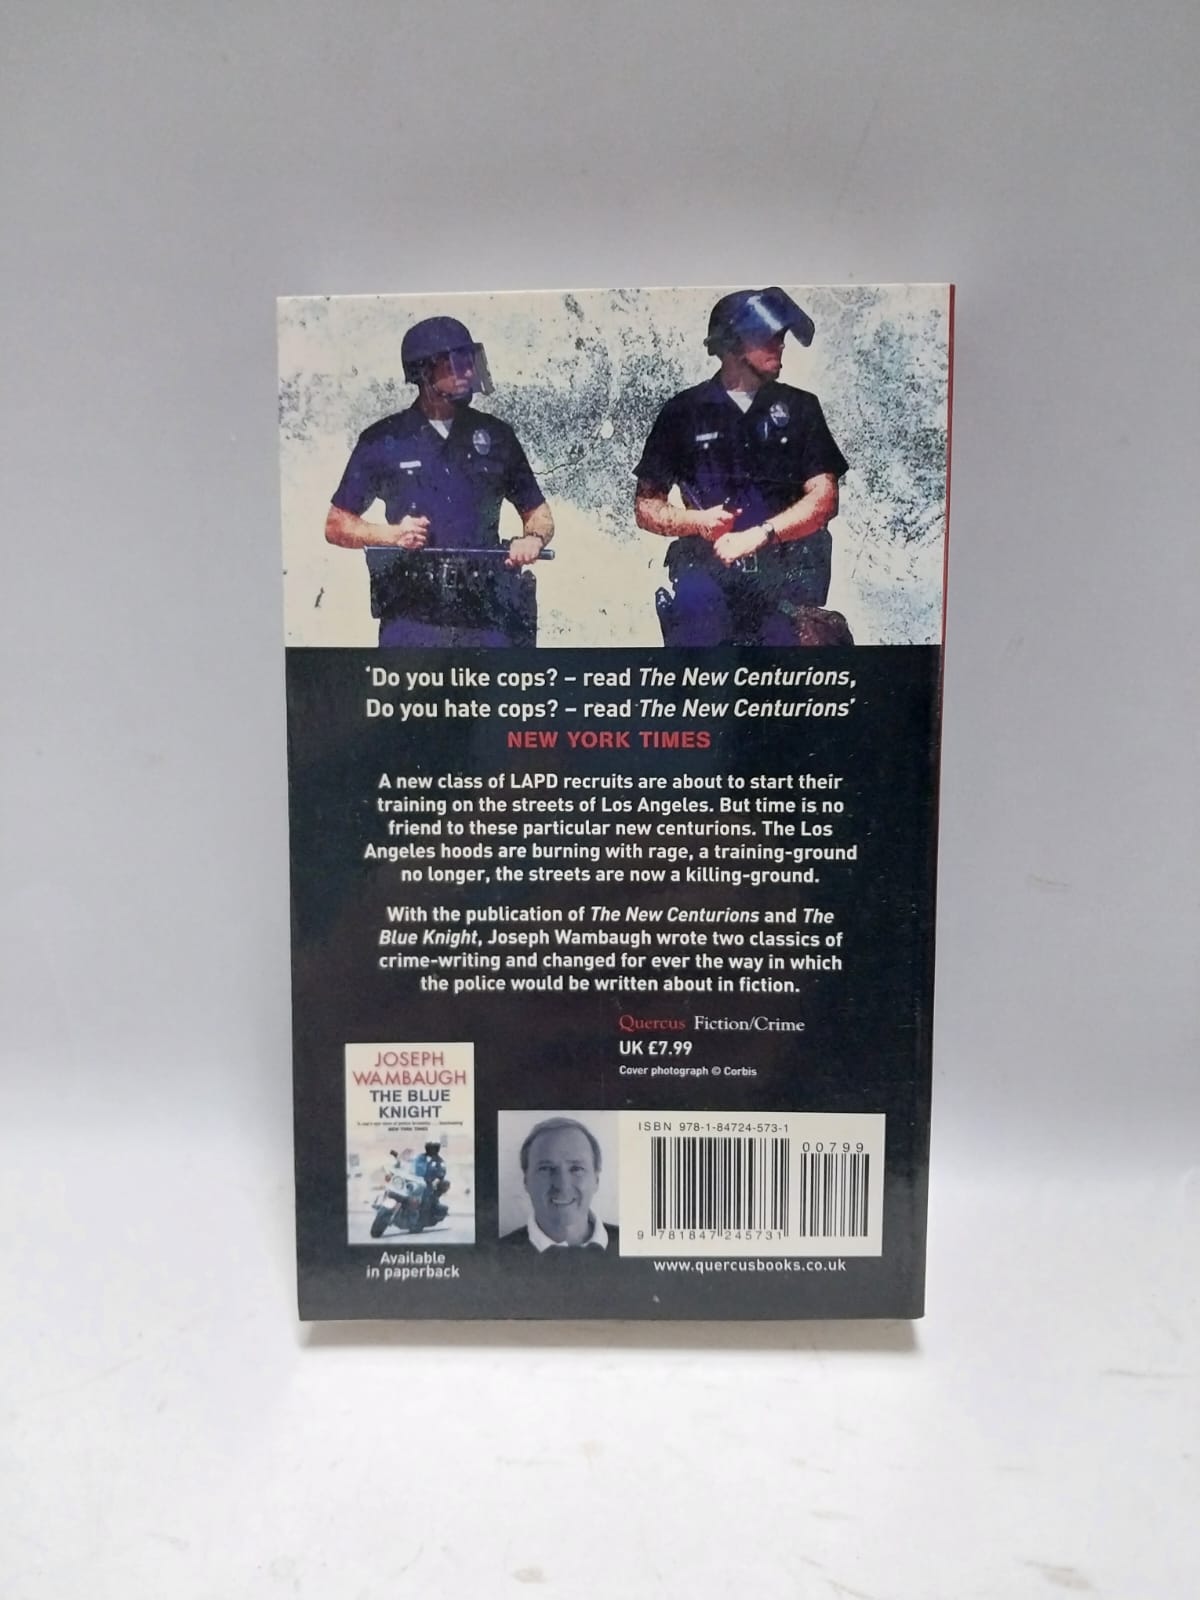 ‘Do you like cops? – read The New Centurions,
Do you hate cops? – read The New Centurions’
NEW YORK TIMES
A new class of LAPD recruits are about to start their
training on the streets of Los Angeles. But time is no
friend to these particular new centurions. The Los
Angeles hoods are burning with rage, a training-ground
no longer, the streets are now a killing-ground.
With the publication of The New Centurions and The
Blue Knight, Joseph Wambaugh wrote two classics of
crime-writing and changed for ever the way in which
the police would be written about in fiction.
Quercus Fiction/Crime
UK £7.99
Cover photograph © Corbis
JOSEPH
WAMBAUGH
THE BLUE
KNIGHT
NEW YORK TIMES
Available
in paperback
ISBN 978-1-84724-573-1
00799
9 781847 245731
www.quercusbooks.co.uk